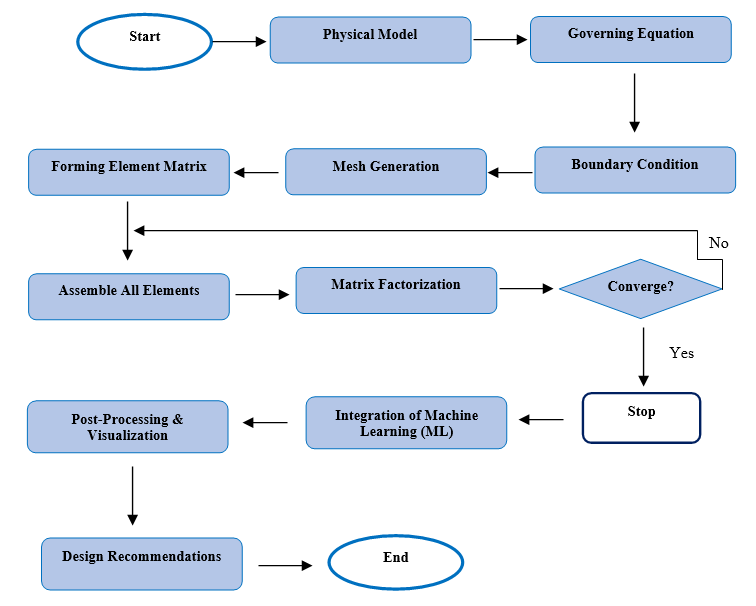 Start
Physical Model
Governing Equation
Forming Element Matrix
Mesh Generation
Boundary Condition
No
Assemble All Elements
Matrix Factorization
Converge?
Yes
Post-Processing &
Visualization
Integration of Machine
Learning (ML)
Stop
Design Recommendations
End